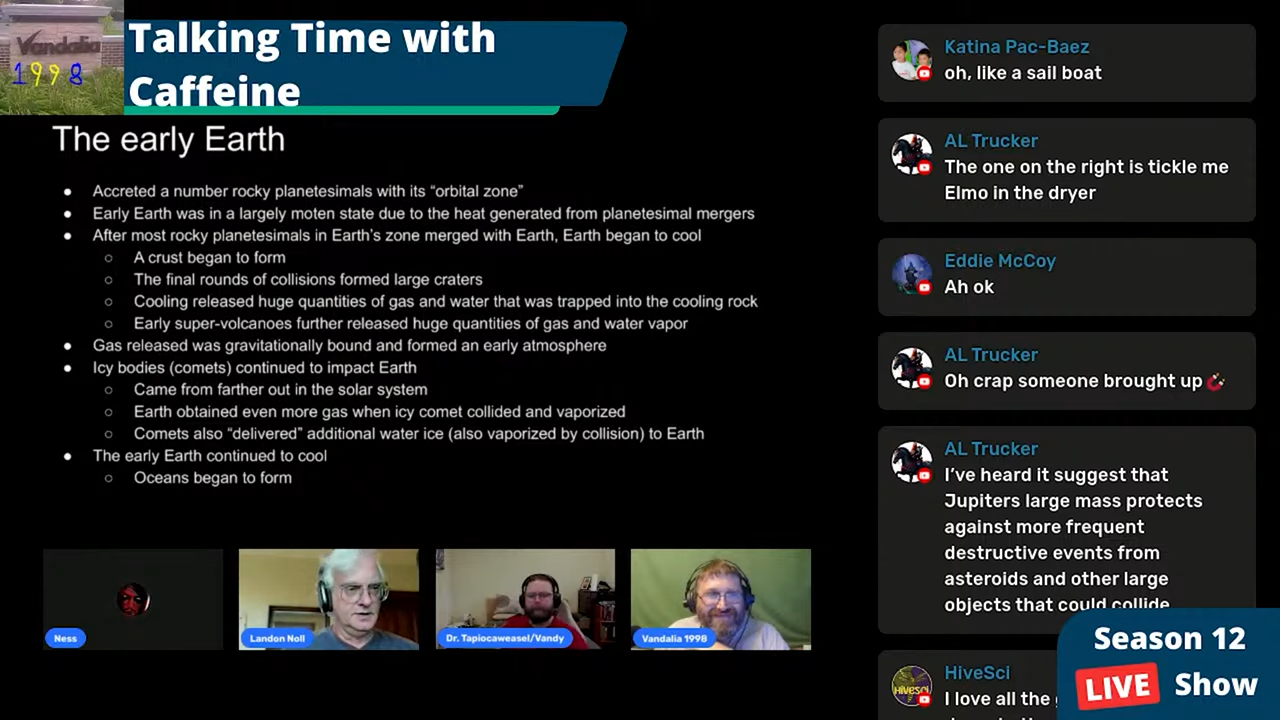 Vandalia
1998
Talking Time with
Caffeine
The early Earth
● Accreted a number rocky planetesimals with its “orbital zone”
● Early Earth was in a largely moten state due to the heat generated from planetesimal mergers
● After most rocky planetesimals in Earth’s zone merged with Earth, Earth began to cool
○ A crust began to form
○ The final rounds of collisions formed large craters
○ Cooling released huge quantities of gas and water that was trapped into the cooling rock
○ Early super-volcanoes further released huge quantities of gas and water vapor
● Gas released was gravitationally bound and formed an early atmosphere
● Icy bodies (comets) continued to impact Earth
○ Came from farther out in the solar system
○ Earth obtained even more gas when icy comet collided and vaporized
○ Comets also “delivered” additional water ice (also vaporized by collision) to Earth
● The early Earth continued to cool
○ Oceans began to form
Ness
Landon Noll
Dr. Tapiocaweasel/Vandy
Vandalia 1998
Katina Pac-Baez
oh, like a sail boat
AL Trucker
The one on the right is tickle me
Elmo in the dryer
Eddie McCoy
Ah ok
AL Trucker
Oh crap someone brought up
AL Trucker
I’ve heard it suggest that
Jupiters large mass protects
against more frequent
destructive events from
asteroids and other large
objects that could collide
HiveSci
I love all the
Season 12
LIVE Show